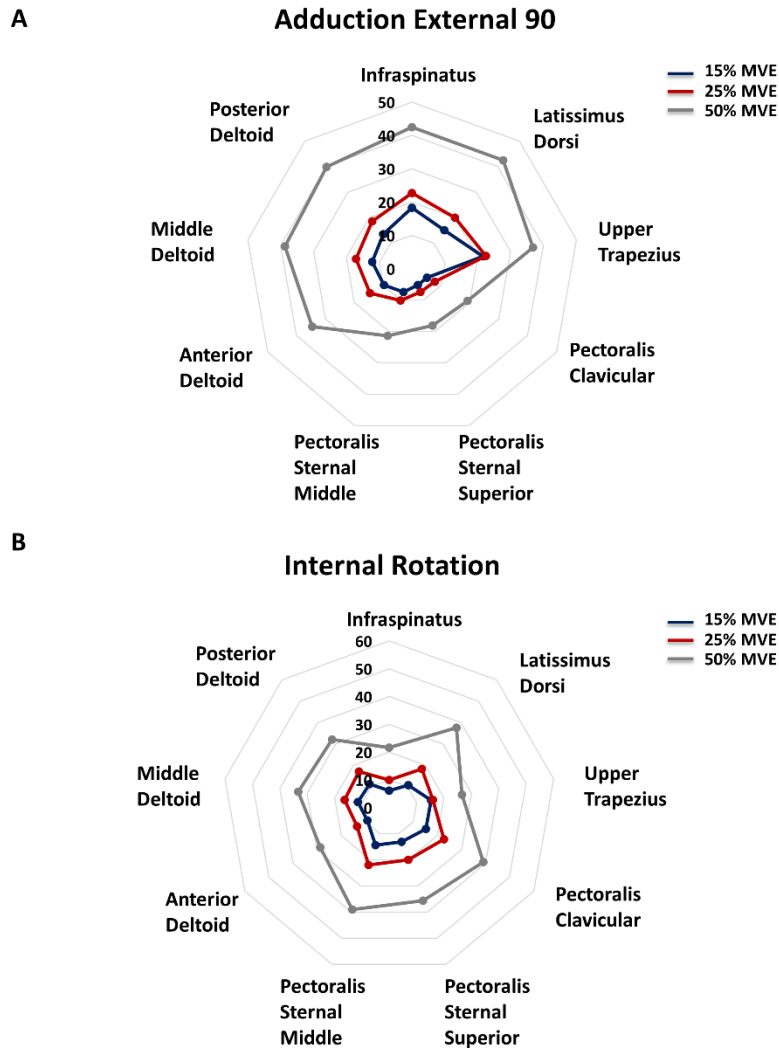 A
Adduction External 90
Infraspinatus
15% MVE
25% MVE
50% MVE
Posterior
Deltoid
Latissimus
Dorsi
50
40
30
20
10
0
Middle
Deltoid
Upper
Trapezius
Anterior
Deltoid
Pectoralis
Clavicular
Pectoralis
Sternal
Middle
Pectoralis
Sternal
Superior
B
Internal Rotation
Infraspinatus
15% MVE
25% MVE
50% MVE
Posterior
Deltoid
Latissimus
Dorsi
60
50
40
30
20
10
0
Middle
Deltoid
Upper
Trapezius
Anterior
Deltoid
Pectoralis
Clavicular
Pectoralis
Sternal
Middle
Pectoralis
Sternal
Superior